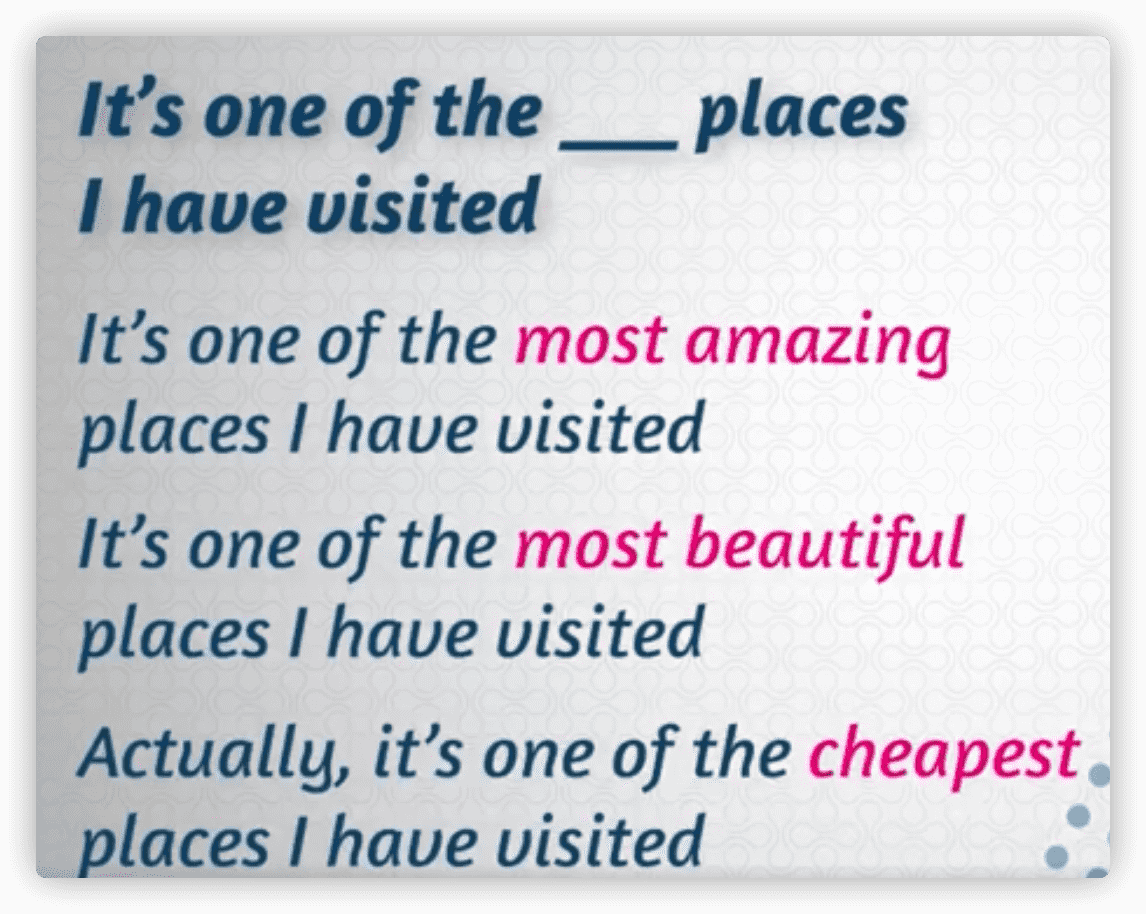 It’s one of the ___ places
I have visited
It’s one of the most amazing
places I have visited
It’s one of the most beautiful
places I have visited
Actually, it’s one of the cheapest
places I have visited